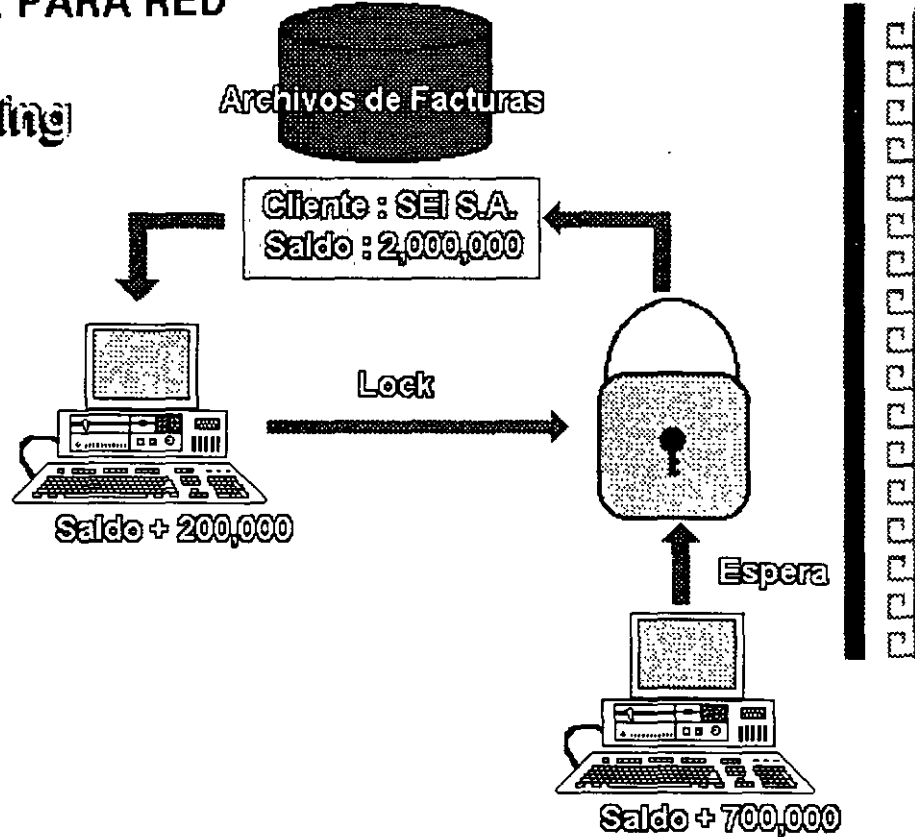 PARA RED
Archivos de Facturas
Cliente : SEI S.A.
Saldo : 2,000,000
Lock
Saldo + 200,000
Espera
Saldo + 700,000